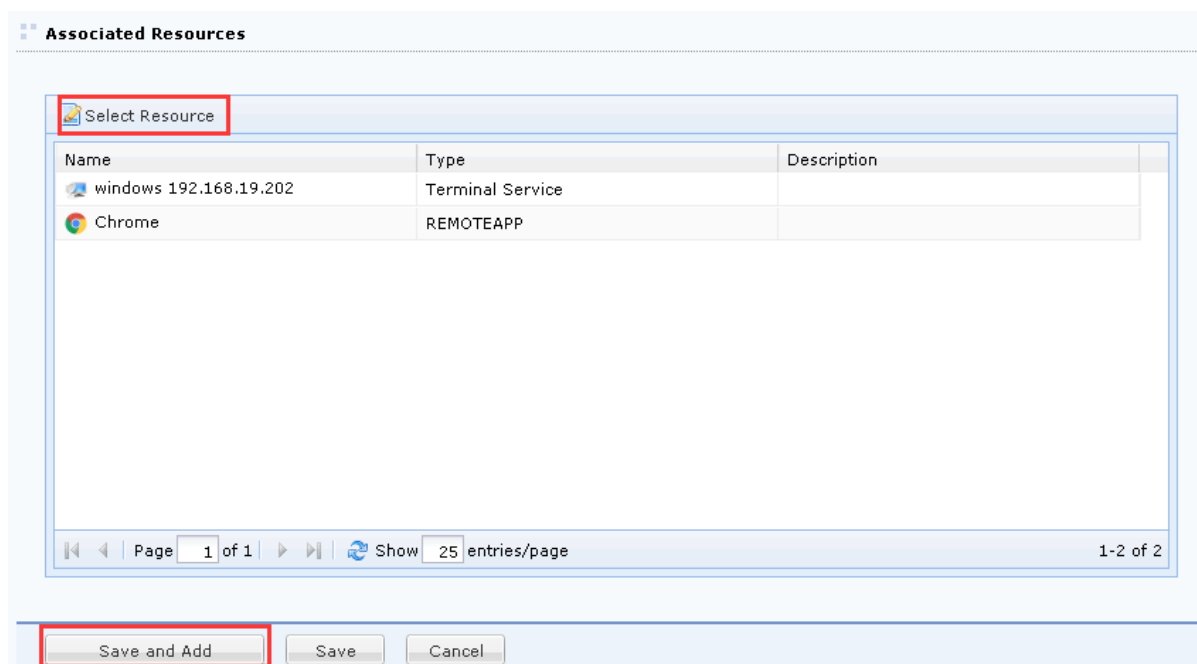 Associated Resources
Select Resource
Name Type Description
windows 192.168.19.202 Terminal Service
Chrome REMOTEAPP
Page 1 of 1 Show 25 entries/page 1-2 of 2
Save and Add Save Cancel